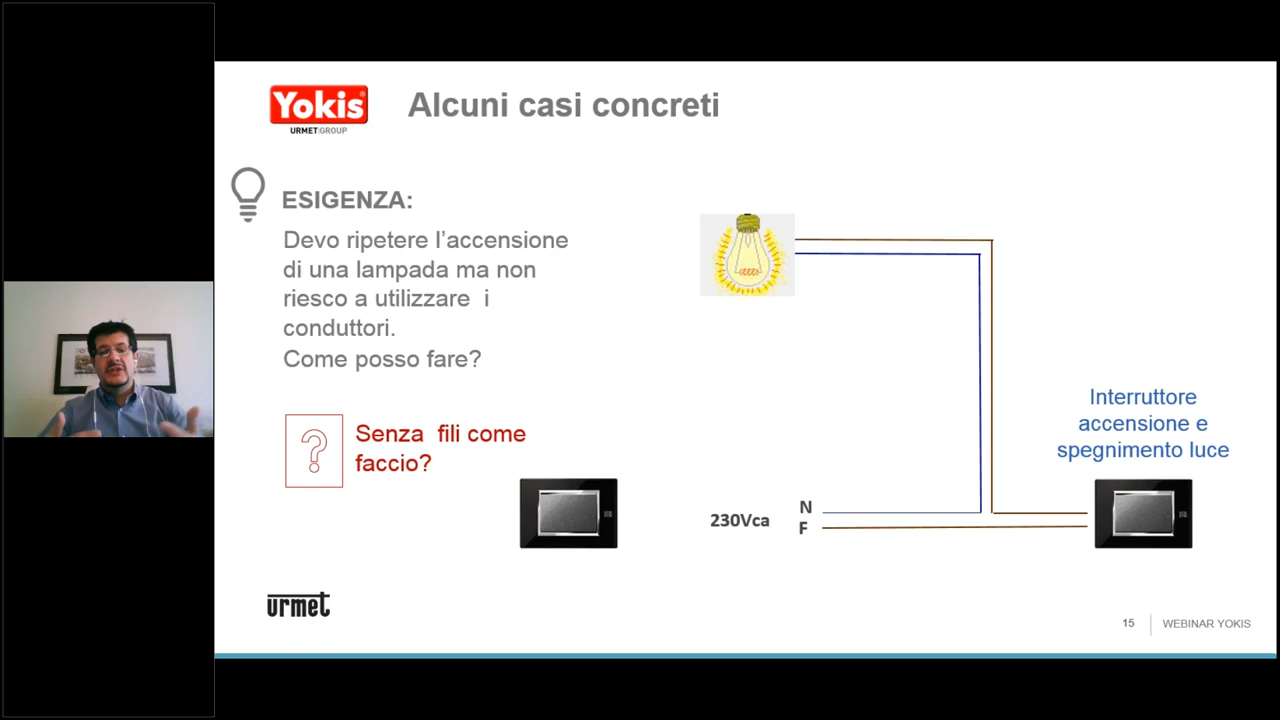 Yokis
URMET GROUP
Alcuni casi concreti
ESIGENZA:
Devo ripetere l’accensione
di una lampada ma non
riesco a utilizzare i
conduttori.
Come posso fare?
?
Senza fili come
faccio?
Interruttore
accensione e
spegnimento luce
230Vca
N
F
urmet
15
WEBINAR YOKIS